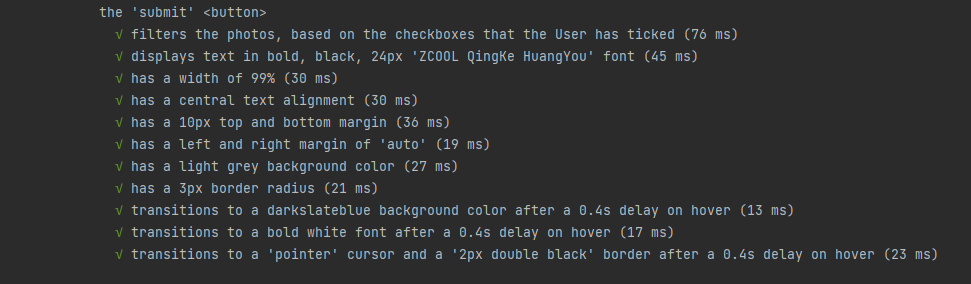 the 'submit' <button>
√ filters the photos, based on the checkboxes that the User has ticked (76 ms)
√ displays text in bold, black, 24px 'ZCOOL QingKe HuangYou' font (45 ms)
√ has a width of 99% (30 ms)
√ has a central text alignment (30 ms)
√ has a 10px top and bottom margin (36 ms)
√ has a left and right margin of 'auto' (19 ms)
√ has a light grey background color (27 ms)
√ has a 3px border radius (21 ms)
√ transitions to a darkslateblue background color after a 0.4s delay on hover (13 ms)
√ transitions to a bold white font after a 0.4s delay on hover (17 ms)
√ transitions to a 'pointer' cursor and a '2px double black' border after a 0.4s delay on hover (23 ms)